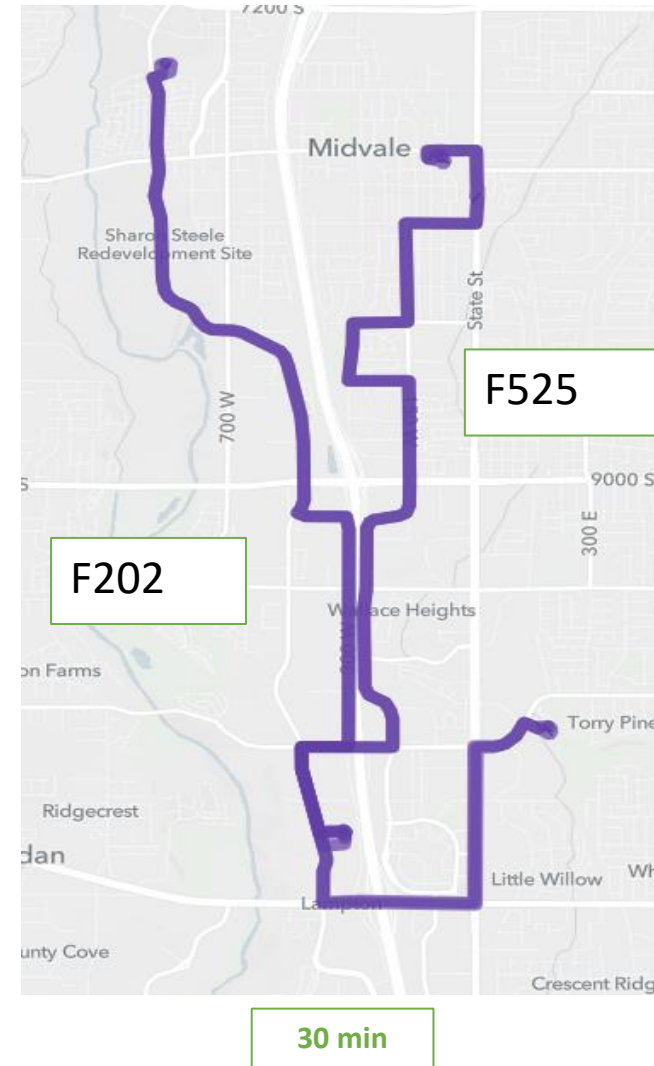 7200 S
Midvale
Sharon Steele
Redevelopment Site
State St
F525
700 W
9000 S
S
300 E
F202
Wallace Heights
on Farms
Torry Pine
Ridgecrest
dan
Little Willow
Wh
Lampton
unty Cove
Crescent Ridg
30 min